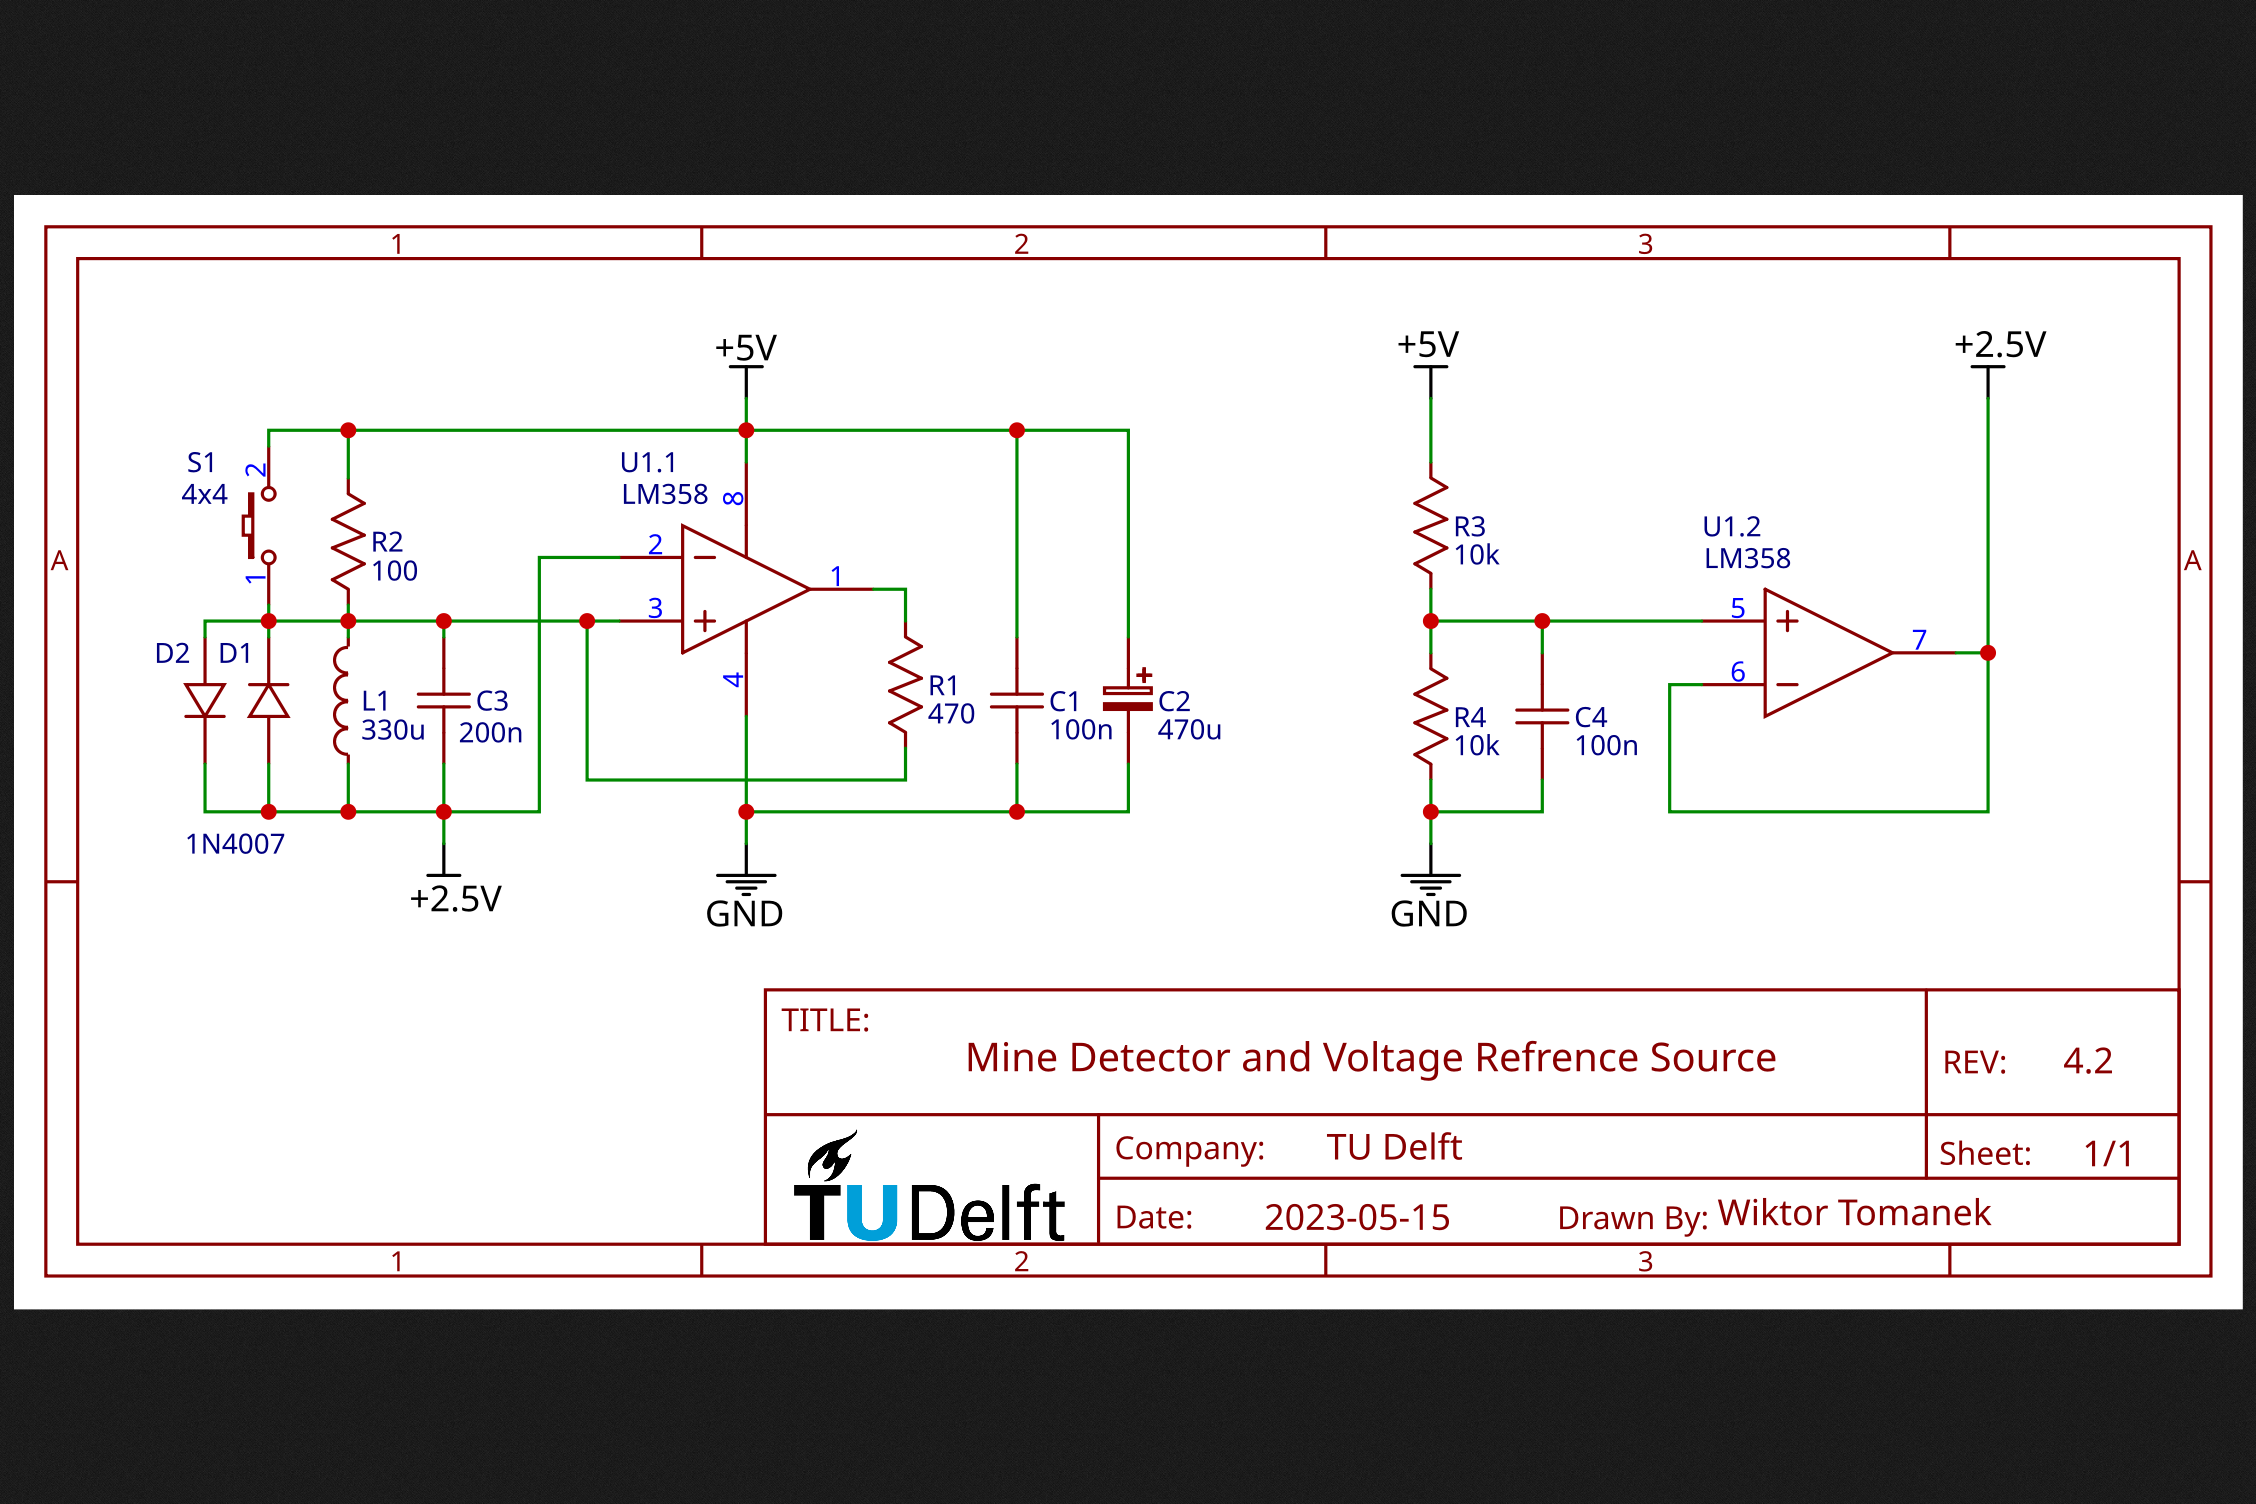 1 2 3
A A
+5V
+5V
+2.5V
S1
4x4
2
1
R2
100
U1.1
LM358
8
2
3
1
4
D2 D1
L1
330u
C3
200n
R1
470
C1
100n
C2
470u
1N4007
+2.5V
GND
R3
10k
R4
10k
C4
100n
U1.2
LM358
5
6
7
GND
TITLE:
Mine Detector and Voltage Refrence Source
REV: 4.2
TU Delft
Company: TU Delft
Sheet: 1/1
Date: 2023-05-15 Drawn By: Wiktor Tomanek
1 2 3